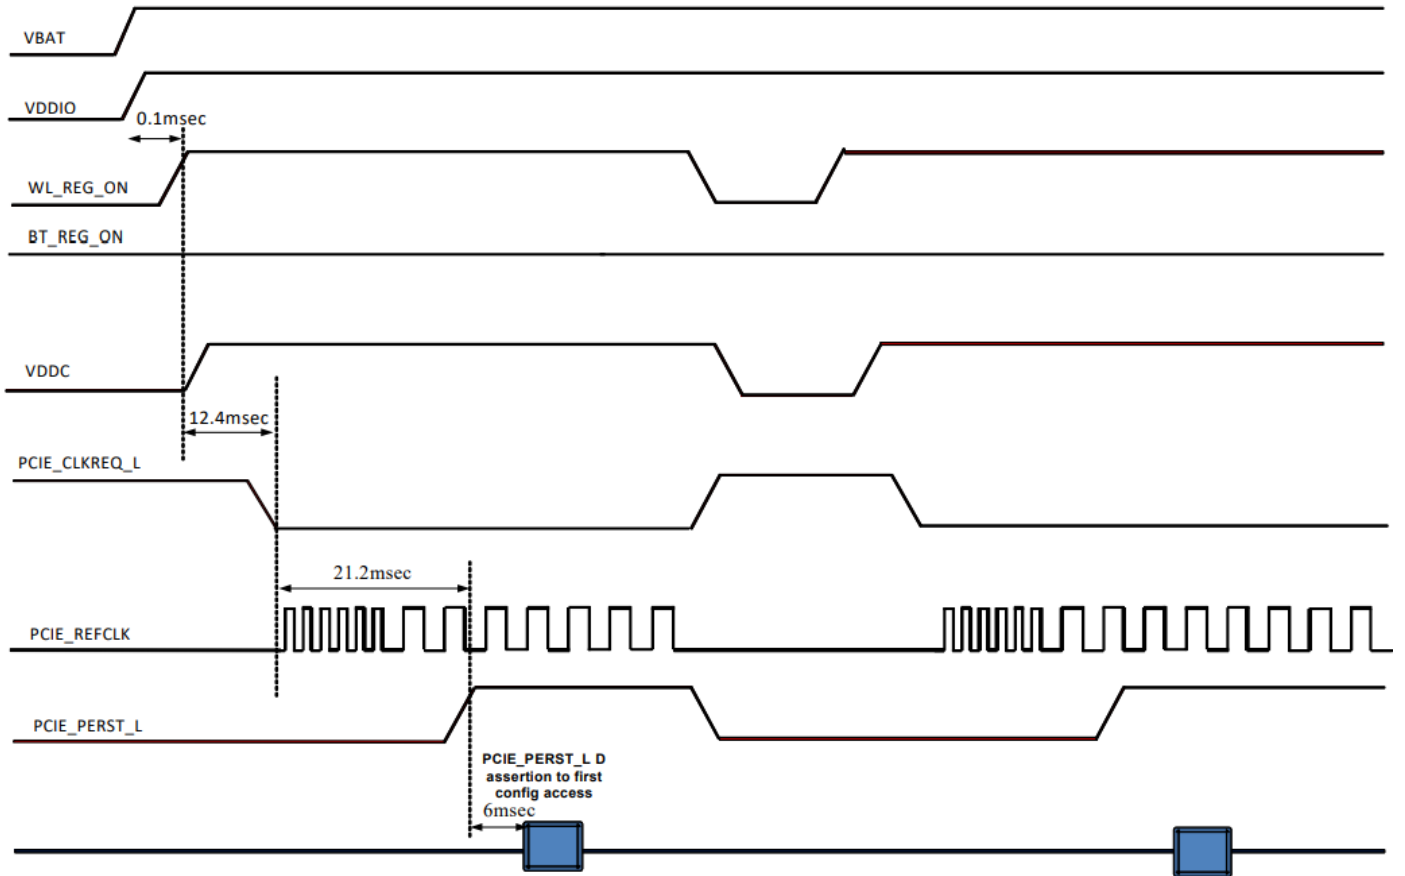 VBAT
VDDIO
0.1msec
WL_REG_ON
BT_REG_ON
VDDC
12.4msec
PCIE_CLKREQ_L
21.2msec
PCIE_REFCLK
PCIE_PERST_L
PCIE_PERST_L D
assertion to first
config access
6msec